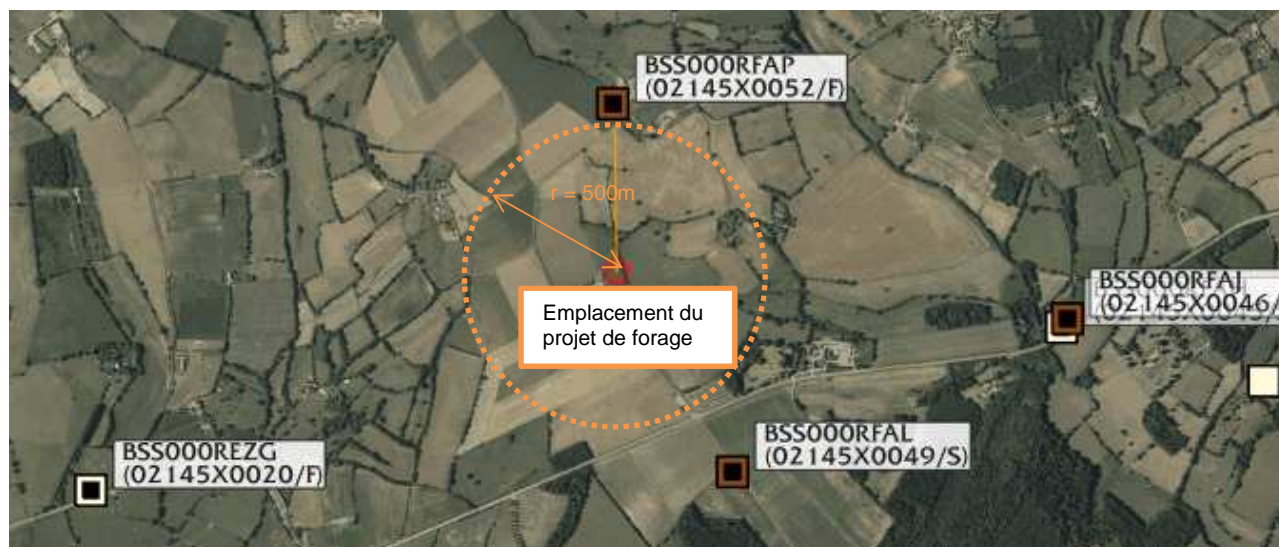 BSS000RFAP
(02145X0052/F)
r = 500m
Emplacement du
projet de forage
BSS000RFAJ
(02145X0046/
BSS000RFAL
(02145X0049/S)
BSS000REZG
(02145X0020/F)